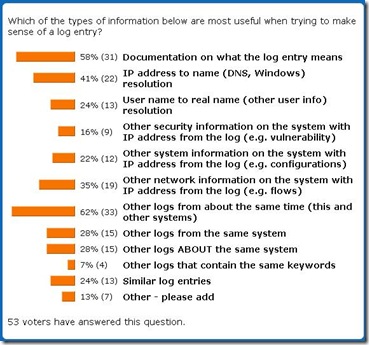 Which of the types of information below are most useful when trying to make
sense of a log entry?
58% (31) Documentation on what the log entry means
41% (22) IP address to name (DNS, Windows)
resolution
24% (13) User name to real name (other user info)
resolution
16% (9) Other security information on the system with
IP address from the log (e.g. vulnerability)
22% (12) Other system information on the system with
IP address from the log (e.g. configurations)
35% (19) Other network information on the system with
IP address from the log (e.g. flows)
62% (33) Other logs from about the same time (this and
other systems)
28% (15) Other logs from the same system
28% (15) Other logs ABOUT the same system
7% (4) Other logs that contain the same keywords
24% (13) Similar log entries
13% (7) Other - please add
53 voters have answered this question.